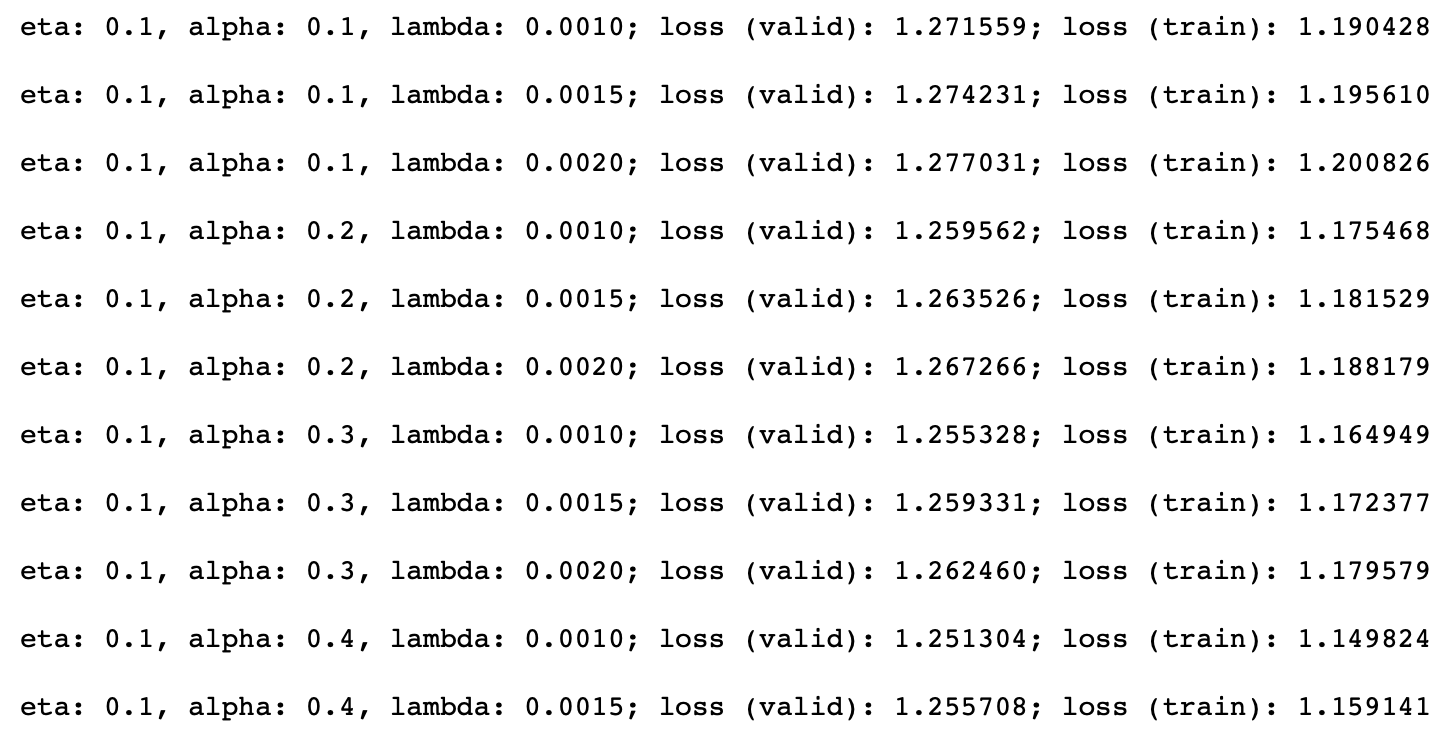 eta: 0.1, alpha: 0.1, lambda: 0.0010; loss (valid): 1.271559; loss (train): 1.190428
eta: 0.1, alpha: 0.1, lambda: 0.0015; loss (valid): 1.274231; loss (train): 1.195610
eta: 0.1, alpha: 0.1, lambda: 0.0020; loss (valid): 1.277031; loss (train): 1.200826
eta: 0.1, alpha: 0.2, lambda: 0.0010; loss (valid): 1.259562; loss (train): 1.175468
eta: 0.1, alpha: 0.2, lambda: 0.0015; loss (valid): 1.263526; loss (train): 1.181529
eta: 0.1, alpha: 0.2, lambda: 0.0020; loss (valid): 1.267266; loss (train): 1.188179
eta: 0.1, alpha: 0.3, lambda: 0.0010; loss (valid): 1.255328; loss (train): 1.164949
eta: 0.1, alpha: 0.3, lambda: 0.0015; loss (valid): 1.259331; loss (train): 1.172377
eta: 0.1, alpha: 0.3, lambda: 0.0020; loss (valid): 1.262460; loss (train): 1.179579
eta: 0.1, alpha: 0.4, lambda: 0.0010; loss (valid): 1.251304; loss (train): 1.149824
eta: 0.1, alpha: 0.4, lambda: 0.0015; loss (valid): 1.255708; loss (train): 1.159141